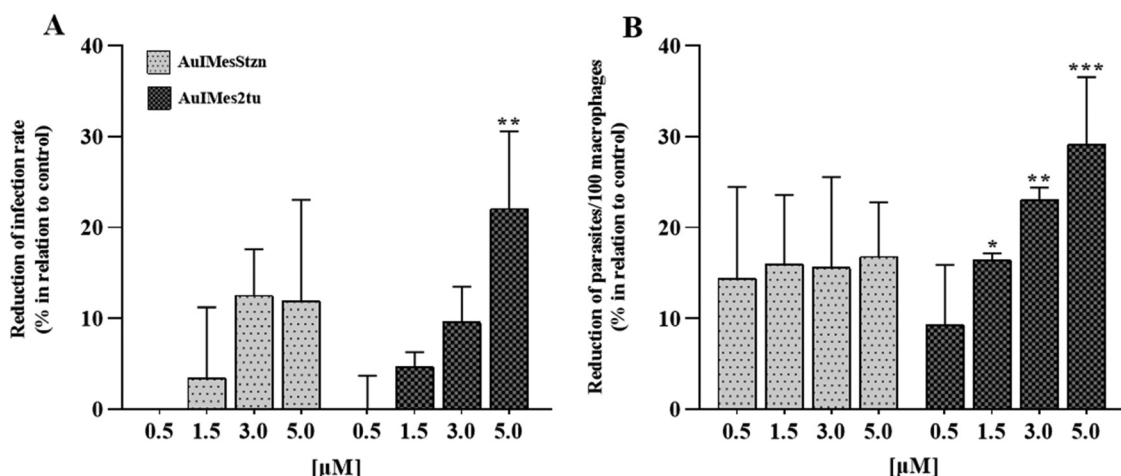 A
Reduction of infection rate
(% in relation to control)
40
30
20
10
0
AuIMesStzn
AuIMes2tu
**
0.5 1.5 3.0 5.0 0.5 1.5 3.0 5.0
[µM]
B
Reduction of parasites/100 macrophages
(% in relation to control)
40
30
20
10
0
*
**
***
0.5 1.5 3.0 5.0 0.5 1.5 3.0 5.0
[µM]